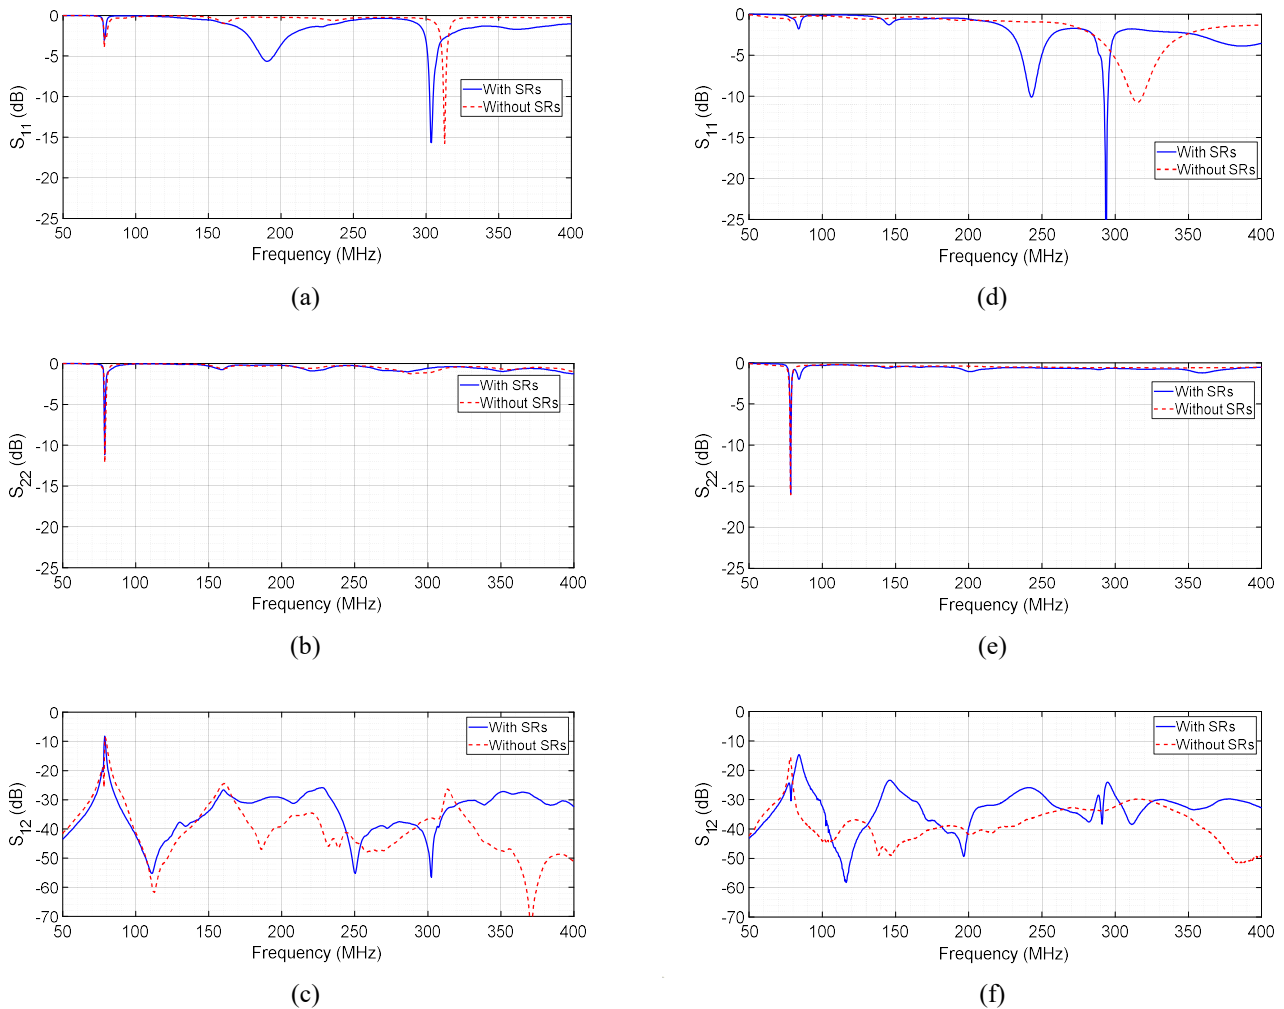 0
-5
-10
-15
-20
-25
S11 (dB)
With SRs
Without SRs
50 100 150 200 250 300 350 400
Frequency (MHz)
(a)
0
-5
-10
-15
-20
-25
S11 (dB)
With SRs
Without SRs
50 100 150 200 250 300 350 400
Frequency (MHz)
(d)
0
-5
-10
-15
-20
-25
S22 (dB)
With SRs
Without SRs
50 100 150 200 250 300 350 400
Frequency (MHz)
(b)
0
-5
-10
-15
-20
-25
S22 (dB)
With SRs
Without SRs
50 100 150 200 250 300 350 400
Frequency (MHz)
(e)
0
-10
-20
-30
-40
-50
-60
-70
S12 (dB)
With SRs
Without SRs
50 100 150 200 250 300 350 400
Frequency (MHz)
(c)
0
-10
-20
-30
-40
-50
-60
-70
S12 (dB)
With SRs
Without SRs
50 100 150 200 250 300 350 400
Frequency (MHz)
(f)